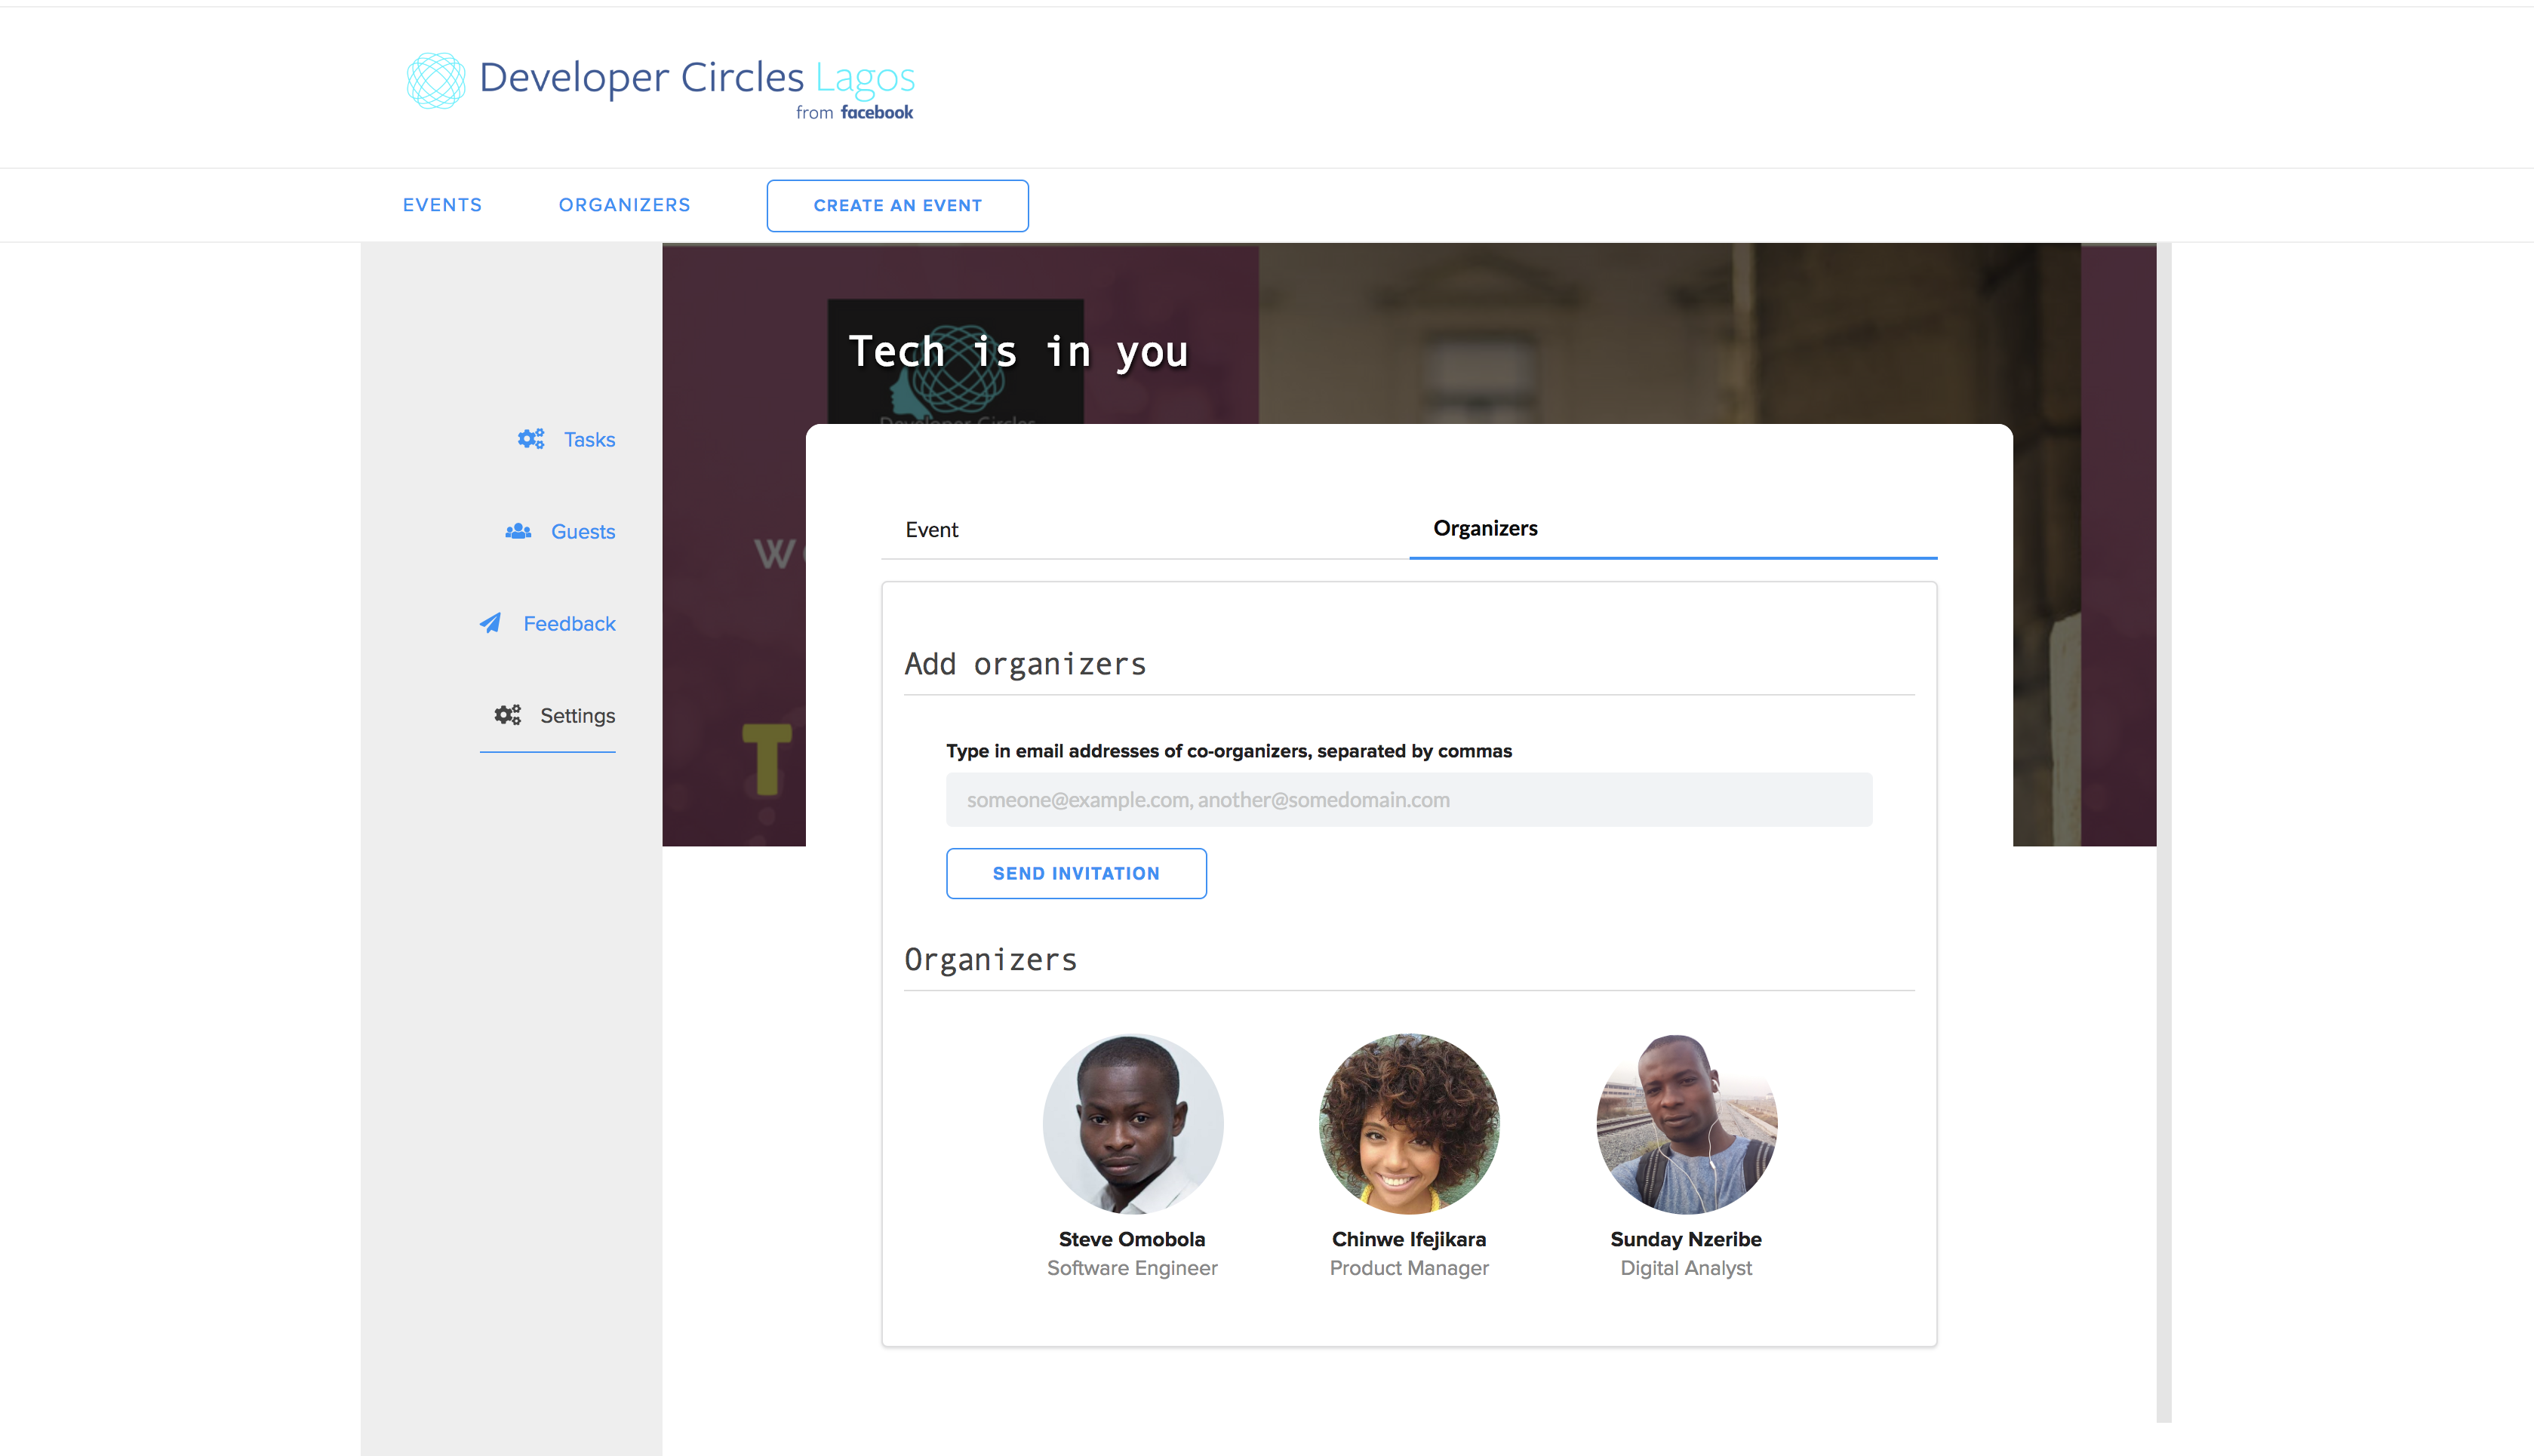 Developer Circles Lagos
from facebook
EVENTS
ORGANIZERS
CREATE AN EVENT
Tech is in you
Developer Circles
Tasks
Guests
Feedback
Settings
T
Event
Organizers
Add organizers
Type in email addresses of co-organizers, separated by commas
someone@example.com, another@somedomain.com
SEND INVITATION
Organizers
Steve Omobola
Software Engineer
Chinwe Ifejikara
Product Manager
Sunday Nzeribe
Digital Analyst